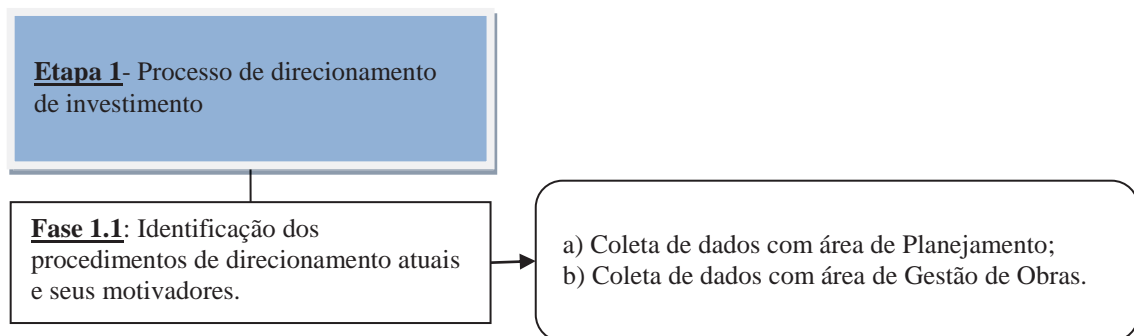 Etapa 1- Processo de direcionamento
de investimento
Fase 1.1: Identificação dos
procedimentos de direcionamento atuais
e seus motivadores.
a) Coleta de dados com área de Planejamento;
b) Coleta de dados com área de Gestão de Obras.